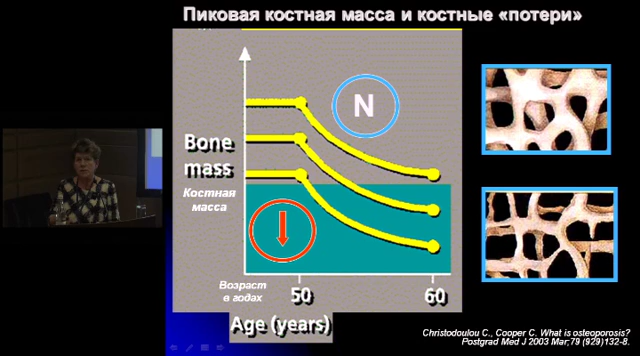 Пиковая костная масса и костные «потери»
N
Bone
mass
Костная
масса
Возраст
в годах
50
60
Age (years)
Christodoulou C., Cooper C. What is osteoporosis?
Postgrad Med J 2003 Mar;79 (929)132-8.